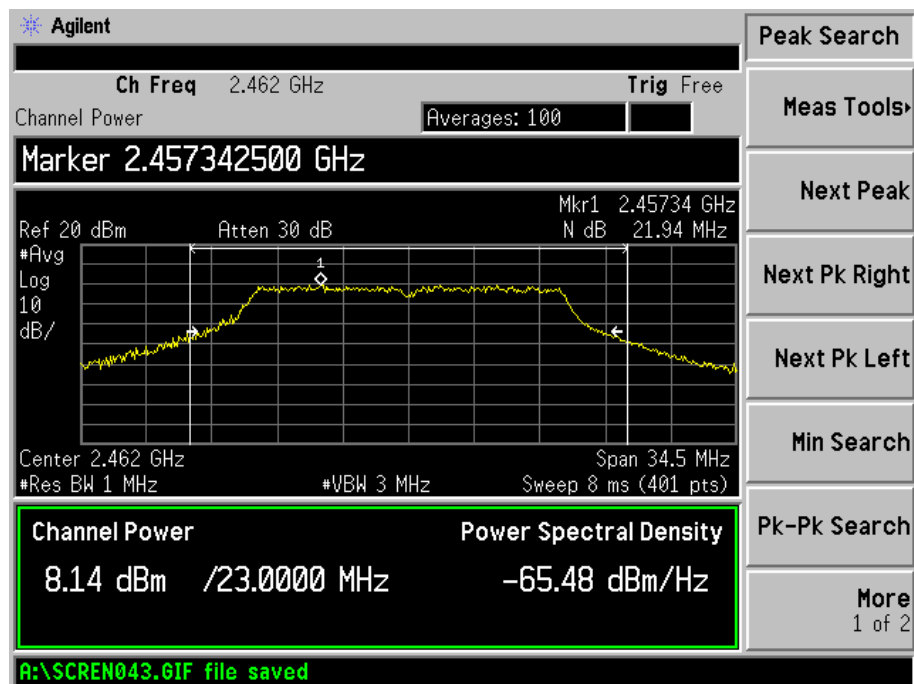 Agilent
Peak Search
Ch Freq 2.462 GHz Trig Free
Channel Power Averages: 100
Meas Tools
Marker 2.457342500 GHz
Mkr1 2.45734 GHz
Ref 20 dBm Atten 30 dB N dB 21.94 MHz
Next Peak
#Avg
Log
10
dB/
1
Next Pk Right
Next Pk Left
Center 2.462 GHz Span 34.5 MHz
#Res BW 1 MHz #VBW 3 MHz Sweep 8 ms (401 pts)
Min Search
Channel Power Power Spectral Density
8.14 dBm /23.0000 MHz -65.48 dBm/Hz
Pk-Pk Search
More
1 of 2
A:\SCREN043.GIF file saved